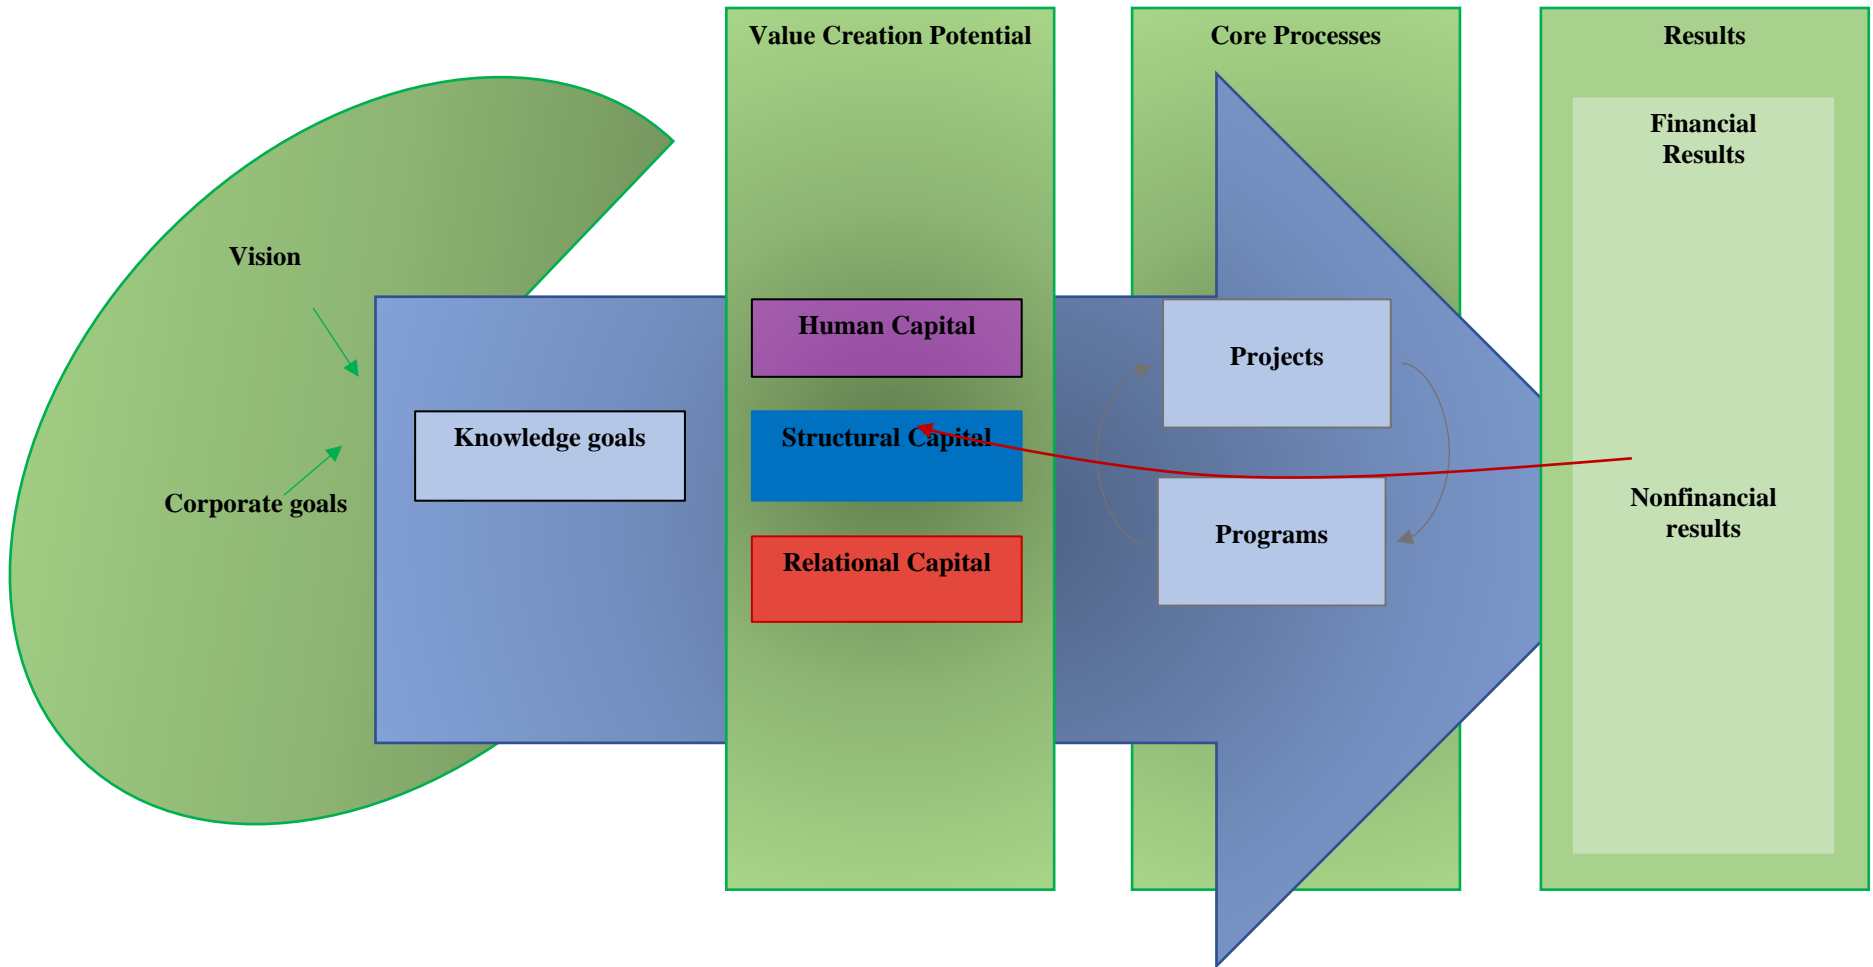 Value Creation Potential
Core Processes
Results
Financial
Results
Vision
Human Capital
Projects
Knowledge goals
Structural Capital
Corporate goals
Nonfinancial
results
Programs
Relational Capital